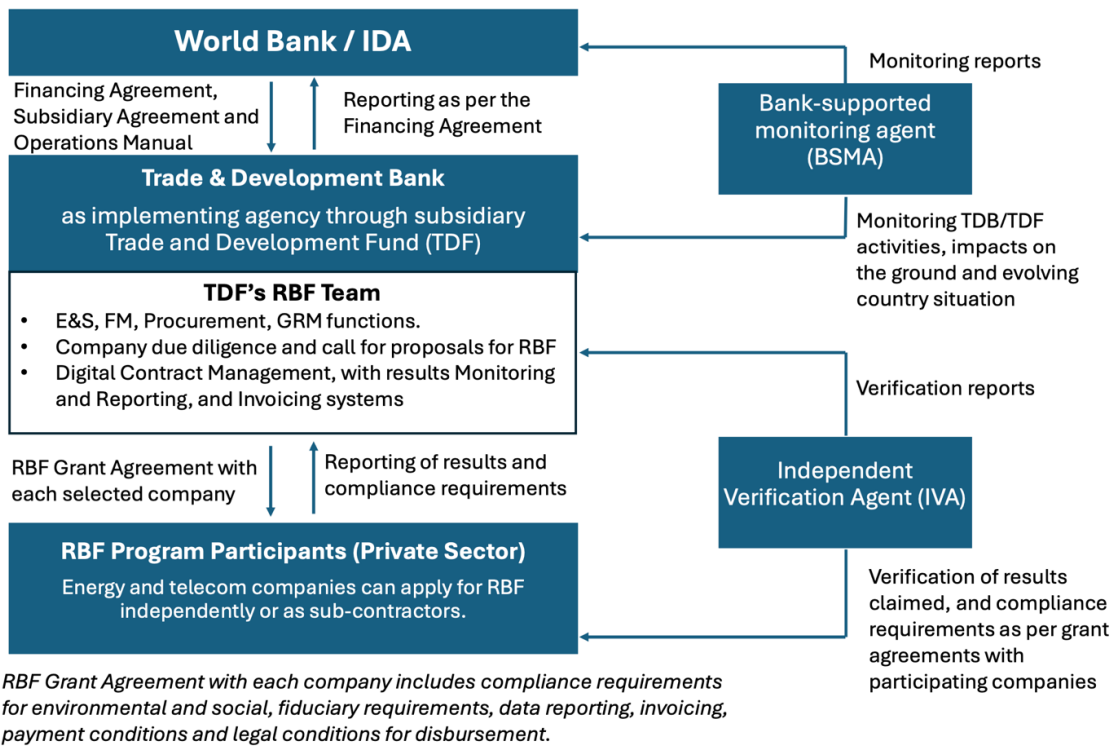 World Bank / IDA
Financing Agreement,
Subsidiary Agreement and
Operations Manual
Reporting as per the
Financing Agreement
Monitoring reports
Bank-supported
monitoring agent
(BSMA)
Trade & Development Bank
as implementing agency through subsidiary
Trade and Development Fund (TDF)
Monitoring TDB/TDF
activities, impacts on
the ground and evolving
country situation
TDF’s RBF Team
• E&S, FM, Procurement, GRM functions.
• Company due diligence and call for proposals for RBF
• Digital Contract Management, with results Monitoring
and Reporting, and Invoicing systems
Verification reports
RBF Grant Agreement with
each selected company
Reporting of results and
compliance requirements
Independent
Verification Agent (IVA)
RBF Program Participants (Private Sector)
Energy and telecom companies can apply for RBF
independently or as sub-contractors.
Verification of results
claimed, and compliance
requirements as per grant
agreements with
participating companies
RBF Grant Agreement with each company includes compliance requirements
for environmental and social, fiduciary requirements, data reporting, invoicing,
payment conditions and legal conditions for disbursement.